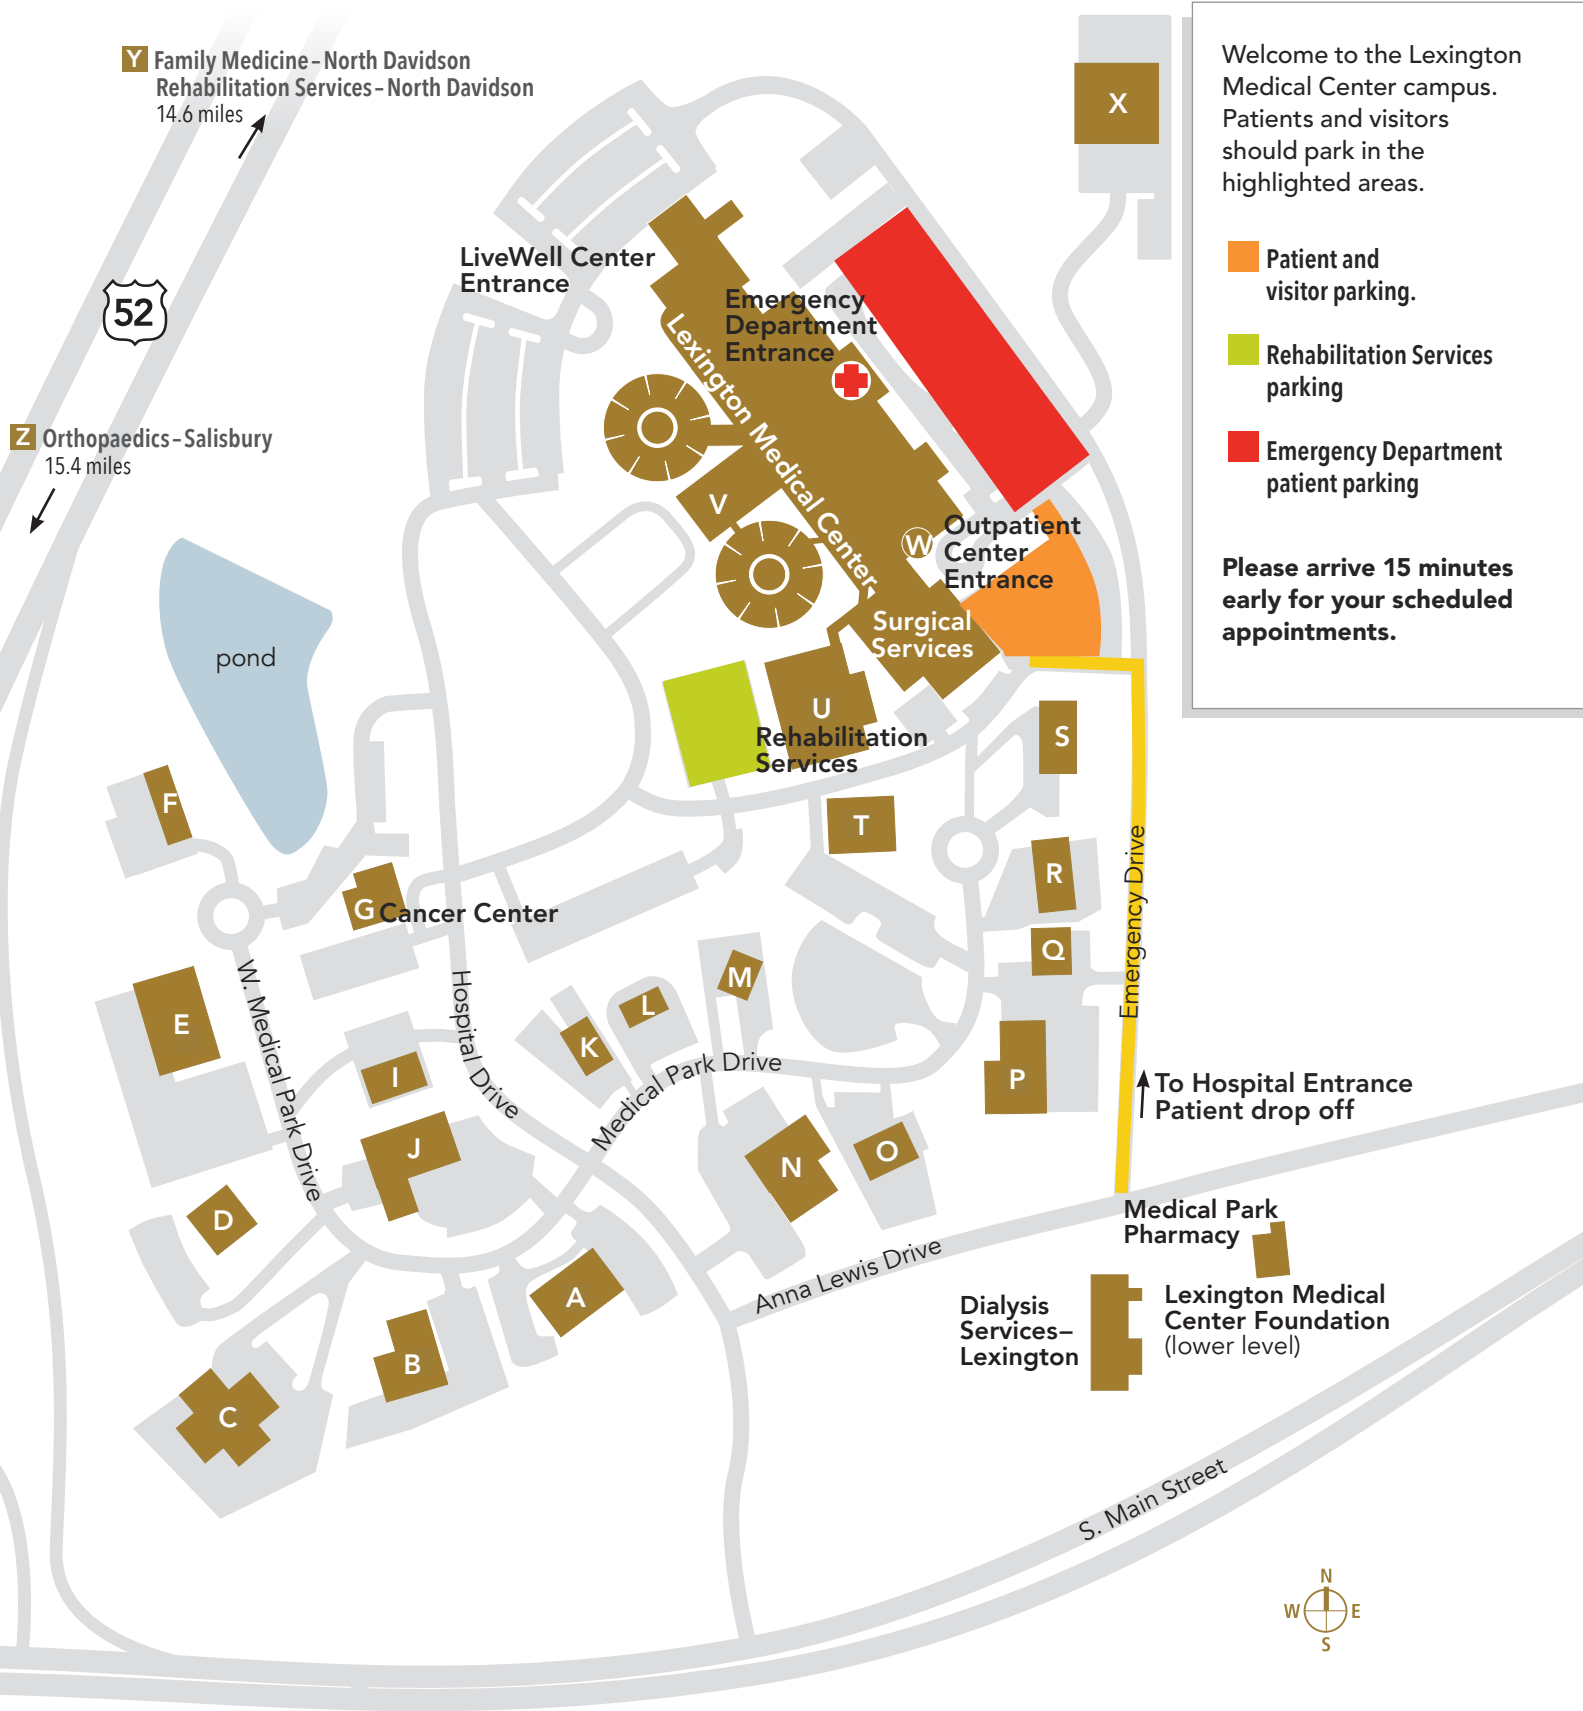 Y Family Medicine – North Davidson
Rehabilitation Services – North Davidson
14.6 miles
52
Z Orthopaedics – Salisbury
15.4 miles
pond
LiveWell Center
Entrance
Emergency
Department
Entrance
Lexington Medical Center
V
W
Outpatient
Center
Entrance
Surgical
Services
U
Rehabilitation
Services
X
Welcome to the Lexington
Medical Center campus.
Patients and visitors
should park in the
highlighted areas.
Patient and
visitor parking.
Rehabilitation Services
parking
Emergency Department
patient parking
Please arrive 15 minutes
early for your scheduled
appointments.
S
T
R
Q
P
Emergency Drive
F
G Cancer Center
E
W. Medical Park Drive
Hospital Drive
I
J
K
L
M
Medical Park Drive
N
O
D
A
B
C
To Hospital Entrance
Patient drop off
Anna Lewis Drive
Medical Park
Pharmacy
Dialysis
Services–
Lexington
Lexington Medical
Center Foundation
(lower level)
S. Main Street
N
W E
S